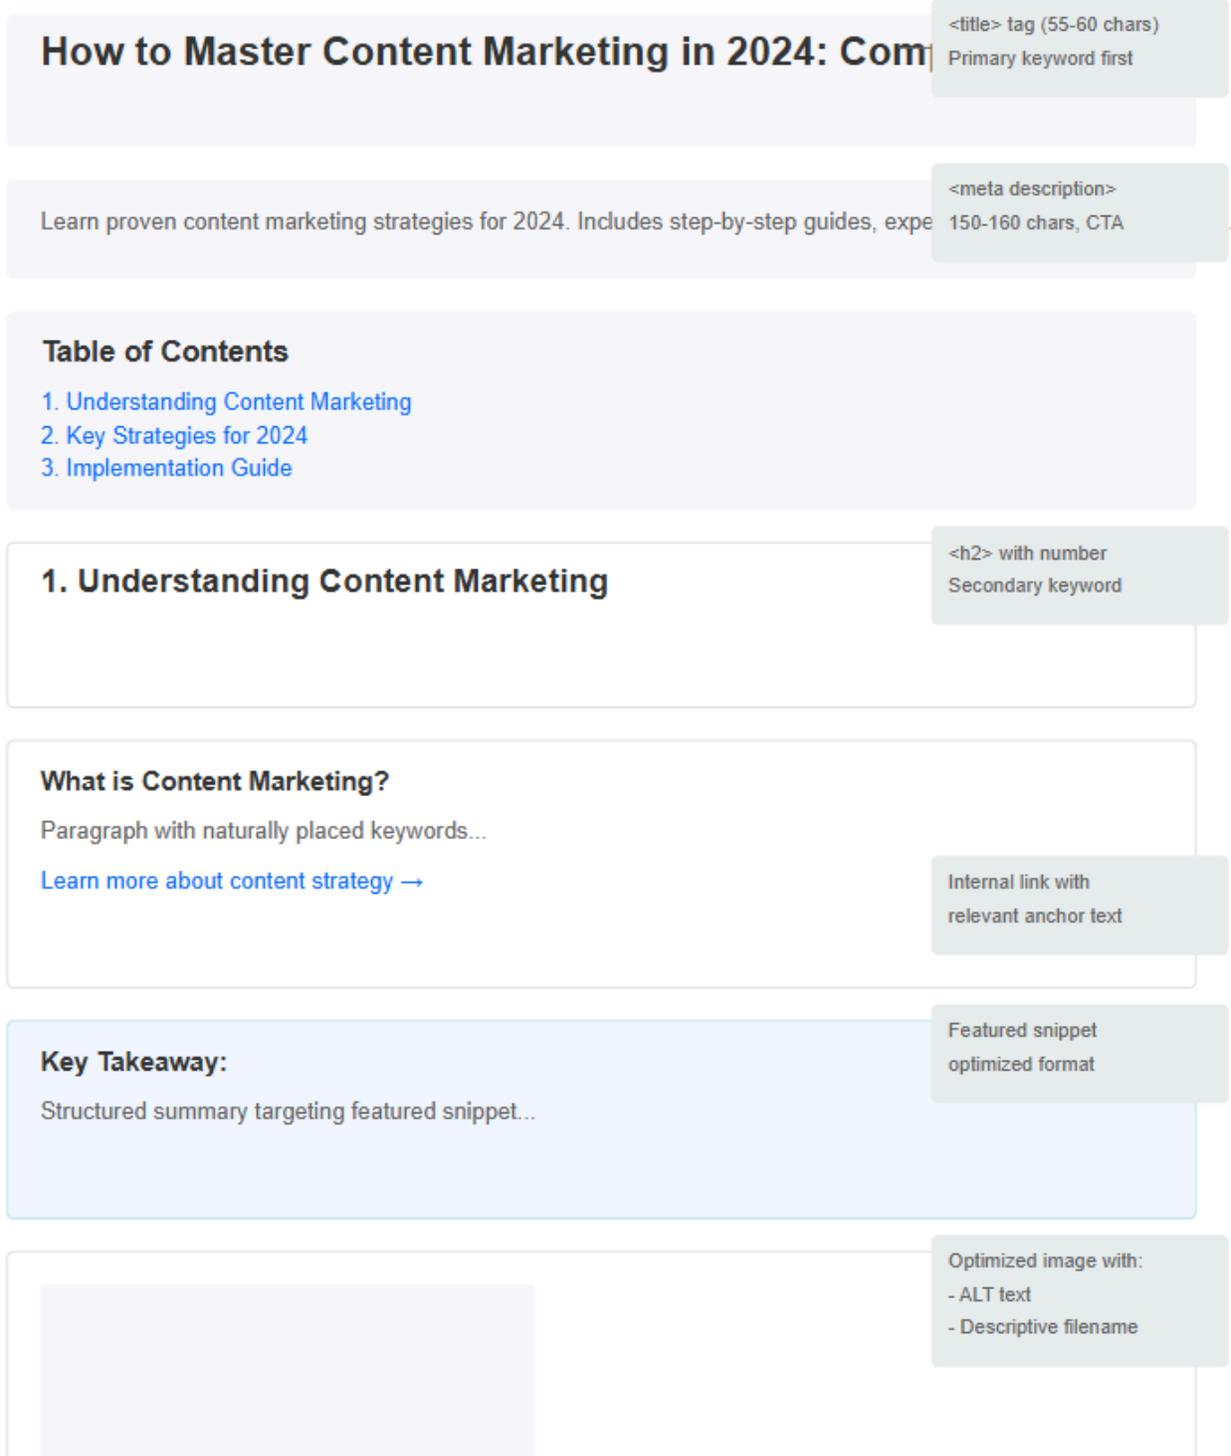 How to Master Content Marketing in 2024:
<title> tag (55-60 chars)
Primary keyword first
Learn proven content marketing strategies for 2024. Includes step-by-step guides,
<meta description>
150-160 chars, CTA
Table of Contents
1. Understanding Content Marketing
2. Key Strategies for 2024
3. Implementation Guide
1. Understanding Content Marketing
<h2> with number
Secondary keyword
What is Content Marketing?
Paragraph with naturally placed keywords...
Learn more about content strategy →
Internal link with
relevant anchor text
Key Takeaway:
Structured summary targeting featured snippet...
Featured snippet
optimized format
Optimized image with:
- ALT text
- Descriptive filename